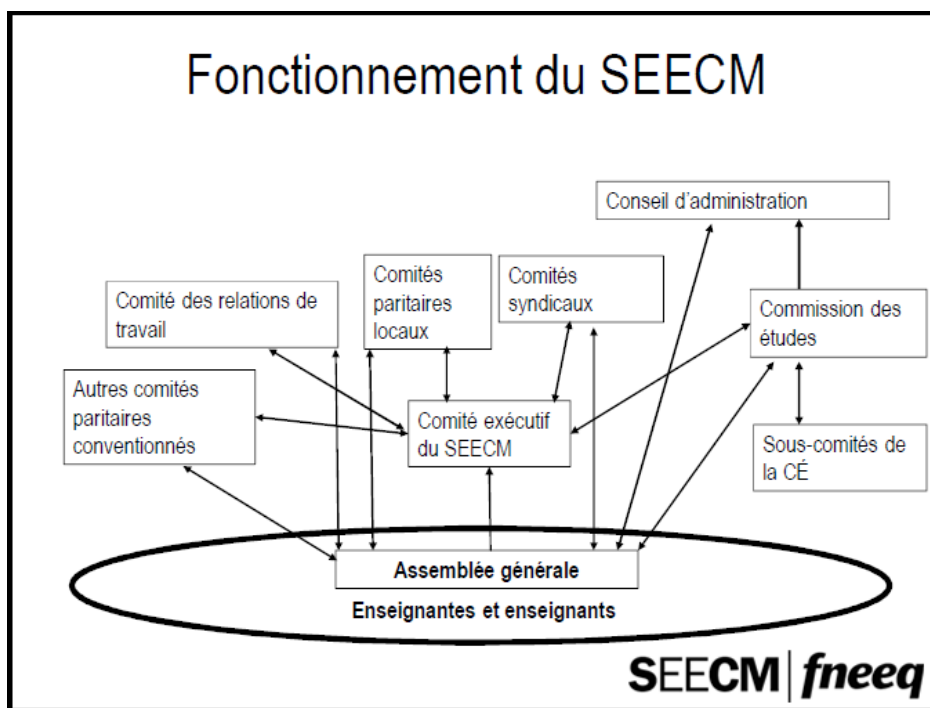 Fonctionnement du SEECM
Conseil d'administration
Comités
paritaires
locaux
Comités
syndicaux
Comité des relations de
travail
Commission des
études
Autres comités
paritaires
conventionnés
Comité exécutif
du SEECM
Sous-comités de
la CÉ
Assemblée générale
Enseignantes et enseignants
SEECM | fneeq